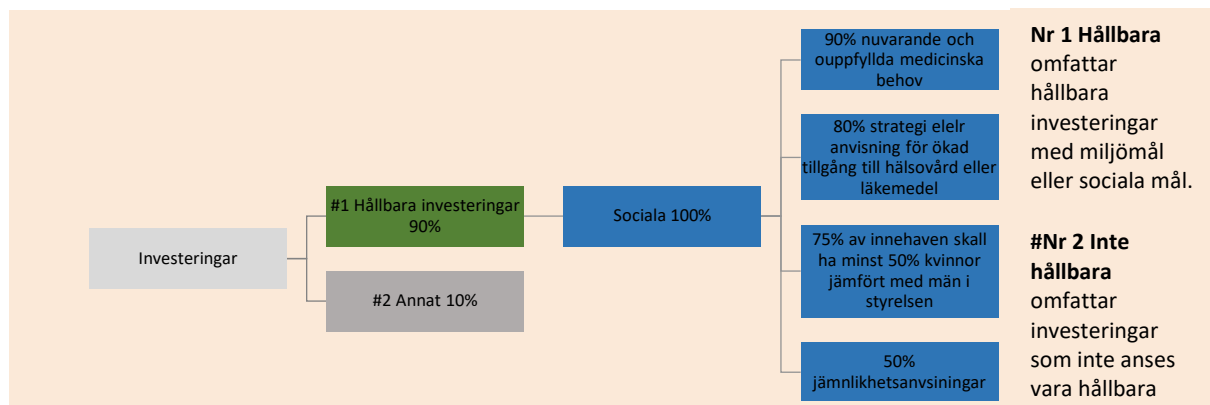 Investeringar
#1 Hållbara investeringar
90%
#2 Annat 10%
Sociala 100%
90% nuvarande och
ouppfyllda medicinska
behov
80% strategi elelr
anvisning för ökad
tillgång till hälsovård eller
läkemedel
75% av innehaven skall
ha minst 50% kvinnor
jämfört med män i
styrelsen
50%
jämnlikhetsanvsiningar
Nr 1 Hållbara
omfattar
hållbara
investeringar
med miljömål
eller sociala mål.
#Nr 2 Inte
hållbara
omfattar
investeringar
som inte anses
vara hållbara